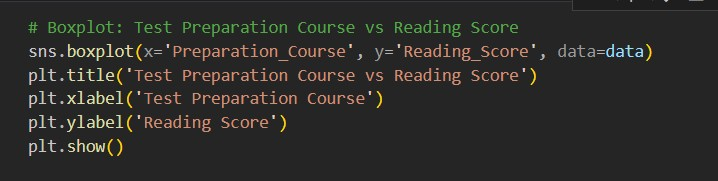 # Boxplot: Test Preparation Course vs Reading Score
sns.boxplot(x='Preparation_Course', y='Reading_Score', data=data)
plt.title('Test Preparation Course vs Reading Score')
plt.xlabel('Test Preparation Course')
plt.ylabel('Reading Score')
plt.show()